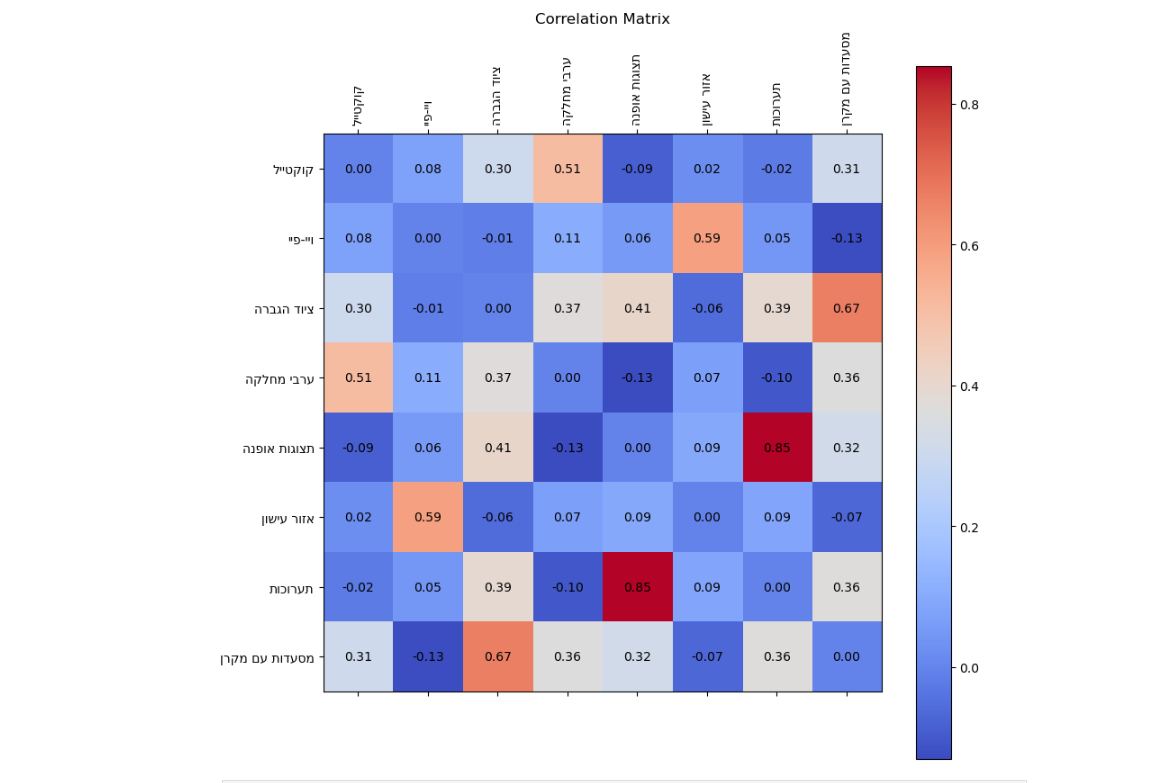 Correlation Matrix
קוקטייל
ויי-פיי
ציוד הגברה
ערבי מחלקה
תצוגות אופנה
אזור עישון
תערוכות
מסעדות עם מקרן
קוקטייל 0.00 0.08 0.30 0.51 -0.09 0.02 -0.02 0.31
ויי-פיי 0.08 0.00 -0.01 0.11 0.06 0.59 0.05 -0.13
ציוד הגברה 0.30 -0.01 0.00 0.37 0.41 -0.06 0.39 0.67
ערבי מחלקה 0.51 0.11 0.37 0.00 -0.13 0.07 -0.10 0.36
תצוגות אופנה -0.09 0.06 0.41 -0.13 0.00 0.09 0.85 0.32
אזור עישון 0.02 0.59 -0.06 0.07 0.09 0.00 0.09 -0.07
תערוכות -0.02 0.05 0.39 -0.10 0.85 0.09 0.00 0.36
מסעדות עם מקרן 0.31 -0.13 0.67 0.36 0.32 -0.07 0.36 0.00
0.8
0.6
0.4
0.2
0.0